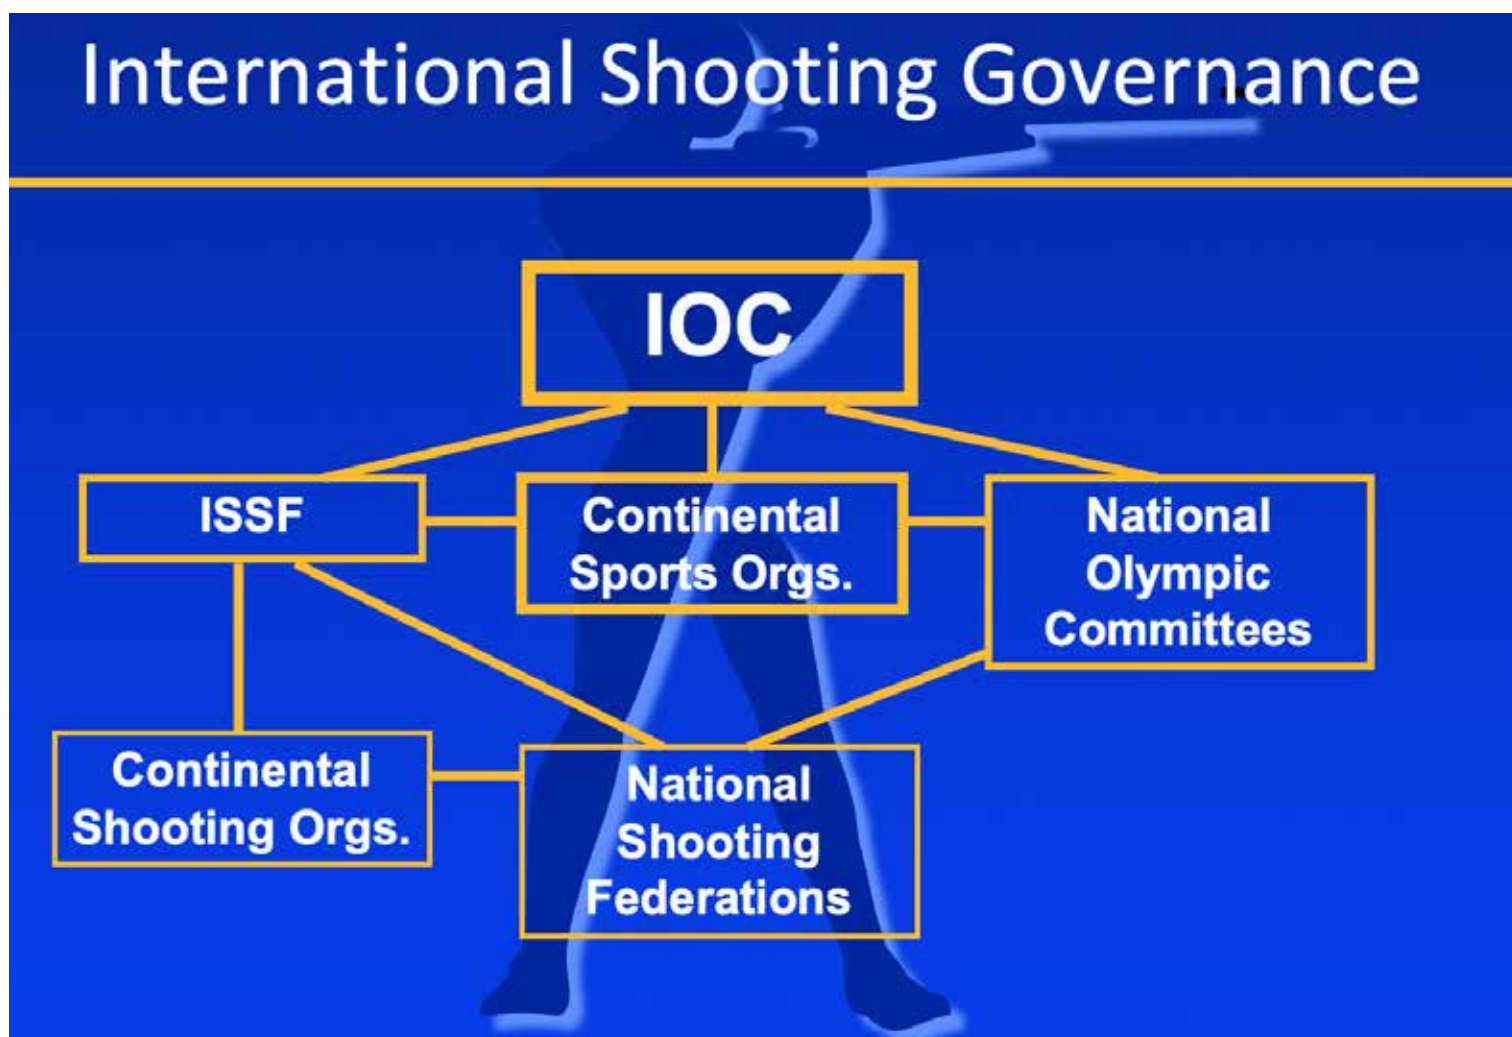 International Shooting Governance
IOC
ISSF
Continental
Sports Orgs.
National
Olympic
Committees
Continental
Shooting Orgs.
National
Shooting
Federations